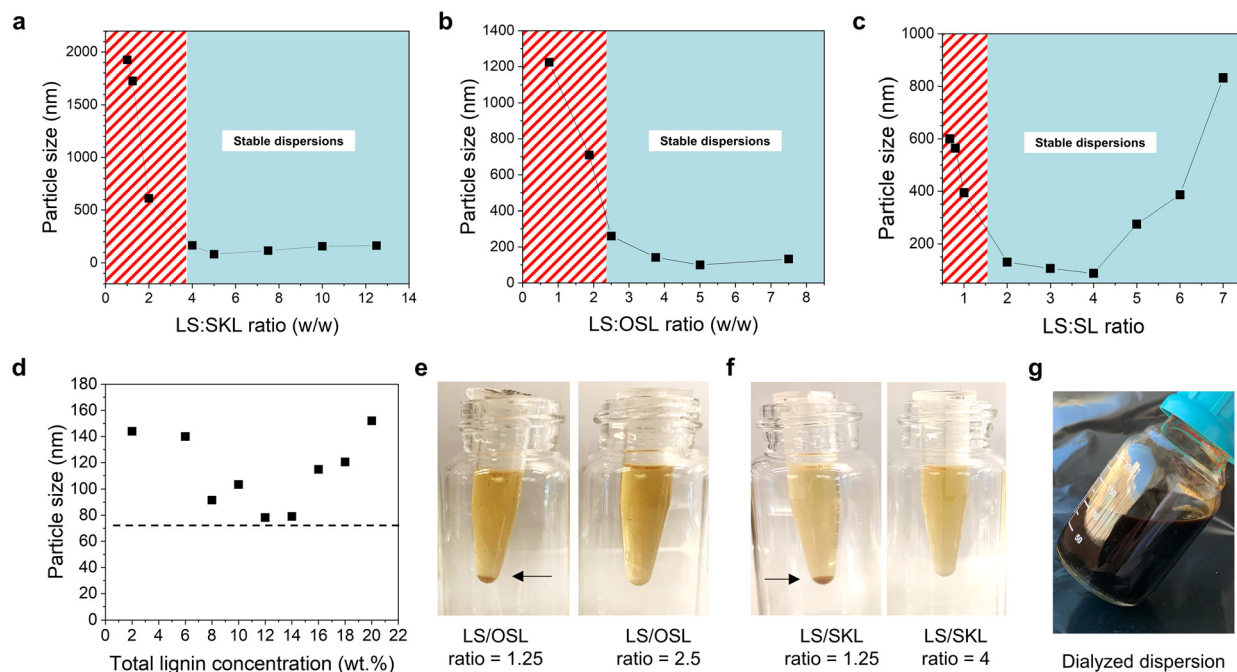 a
2000
1500
1000
500
0
Particle size (nm)
Stable dispersions
0 2 4 6 8 10 12 14
LS:SKL ratio (w/w)
b
1400
1200
1000
800
600
400
200
0
Particle size (nm)
Stable dispersions
0 1 2 3 4 5 6 7 8
LS:OSL ratio (w/w)
c
1000
800
600
400
200
Particle size (nm)
Stable dispersions
1 2 3 4 5 6 7
LS:SL ratio
d
180
160
140
120
100
80
60
40
20
0
Particle size (nm)
0 2 4 6 8 10 12 14 16 18 20 22
Total lignin concentration (wt.%)
e
LS/OSL
ratio = 1.25
LS/OSL
ratio = 2.5
f
LS/SKL
ratio = 1.25
LS/SKL
ratio = 4
g
50
Dialyzed dispersion